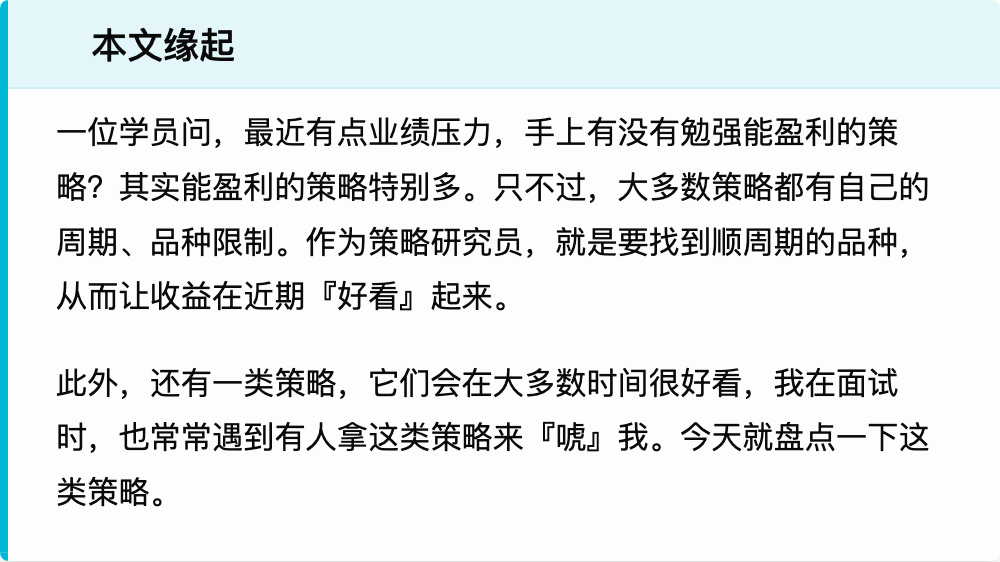 本文缘起
一位学员问，最近有点业绩压力，手上有没有勉强能盈利的策
略？其实能盈利的策略特别多。只不过，大多数策略都有自己的
周期、品种限制。作为策略研究员，就是要找到顺周期的品种，
从而让收益在近期『好看』起来。
此外，还有一类策略，它们会在大多数时间很好看，我在面试
时，也常常遇到有人拿这类策略来『唬』我。今天就盘点一下这
类策略。